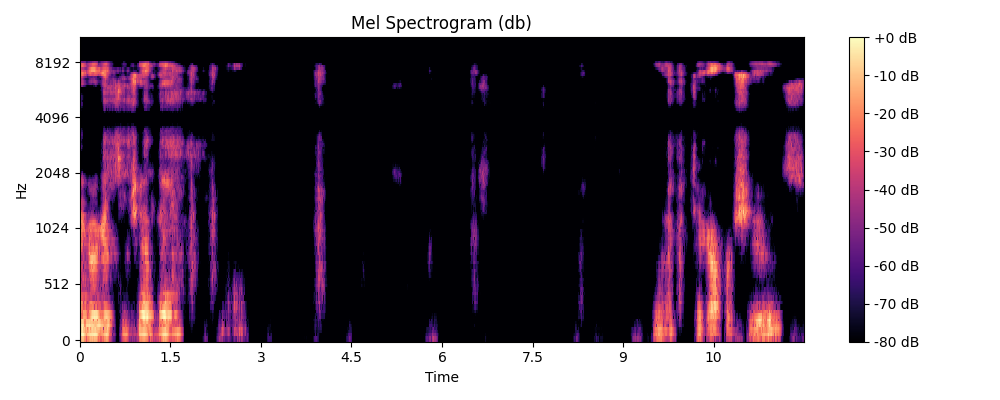 Mel Spectrogram (db)
8192
4096
2048
1024
512
0
Hz
0 1.5 3 4.5 6 7.5 9 10
Time
+0 dB
-10 dB
-20 dB
-30 dB
-40 dB
-50 dB
-60 dB
-70 dB
-80 dB